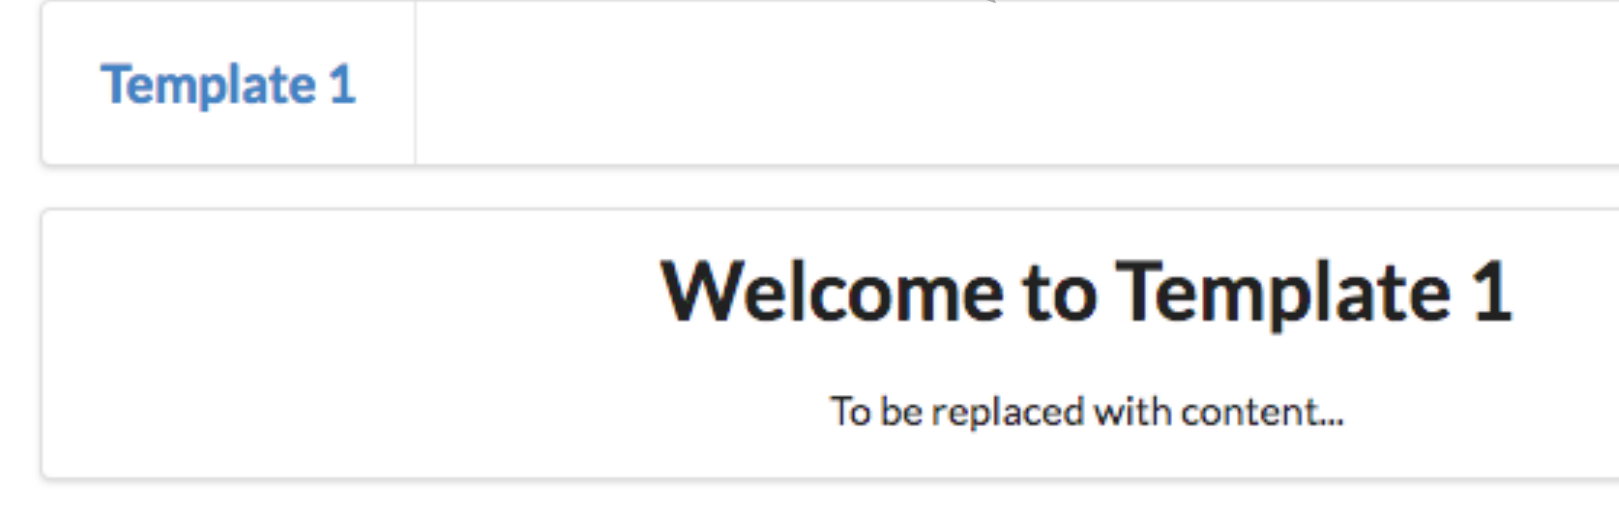 Template 1
Welcome to Template 1
To be replaced with content...